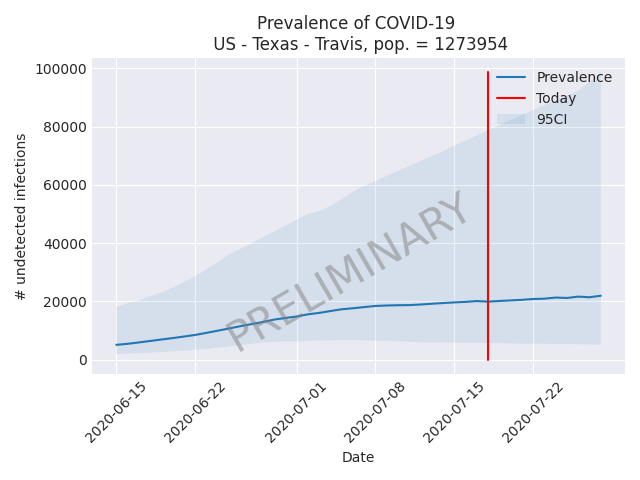 Prevalence of COVID-19
US - Texas - Travis, pop. = 1273954
100000
80000
60000
40000
20000
0
# undetected infections
Prevalence
Today
95CI
PRELIMINARY
2020-06-15
2020-06-22
2020-07-01
2020-07-08
2020-07-15
2020-07-22
Date